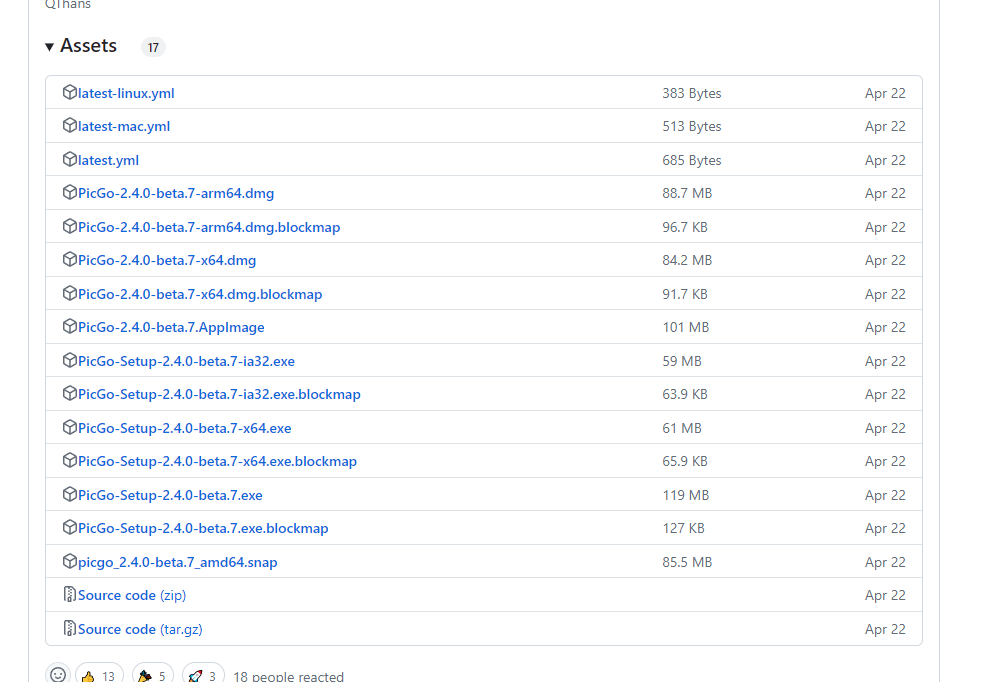 QThans
Assets 17
latest-linux.yml 383 Bytes Apr 22
latest-mac.yml 513 Bytes Apr 22
latest.yml 685 Bytes Apr 22
PicGo-2.4.0-beta.7-arm64.dmg 88.7 MB Apr 22
PicGo-2.4.0-beta.7-arm64.dmg.blockmap 96.7 KB Apr 22
PicGo-2.4.0-beta.7-x64.dmg 84.2 MB Apr 22
PicGo-2.4.0-beta.7-x64.dmg.blockmap 91.7 KB Apr 22
PicGo-2.4.0-beta.7.AppImage 101 MB Apr 22
PicGo-Setup-2.4.0-beta.7-ia32.exe 59 MB Apr 22
PicGo-Setup-2.4.0-beta.7-ia32.exe.blockmap 63.9 KB Apr 22
PicGo-Setup-2.4.0-beta.7-x64.exe 61 MB Apr 22
PicGo-Setup-2.4.0-beta.7-x64.exe.blockmap 65.9 KB Apr 22
PicGo-Setup-2.4.0-beta.7.exe 119 MB Apr 22
PicGo-Setup-2.4.0-beta.7.exe.blockmap 127 KB Apr 22
picgo_2.4.0-beta.7_amd64.snap 85.5 MB Apr 22
Source code (zip) Apr 22
Source code (tar.gz) Apr 22
13 5 3 18 people reacted